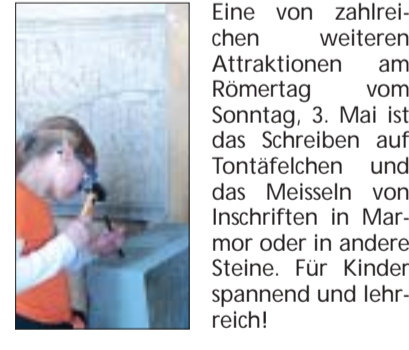 Eine von zahlrei-
chen weiteren
Attraktionen am
Römertag vom
Sonntag, 3. Mai ist
das Schreiben auf
Tontäfelchen und
das Meisseln von
Inschriften in Mar-
mor oder in andere
Steine. Für Kinder
spannend und lehr-
reich!